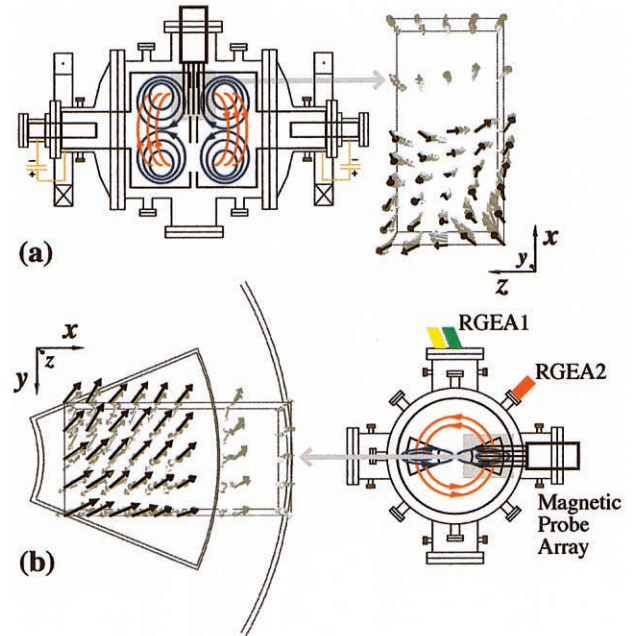 −
+
−
+
(a)
x
y
z
x
z
y
RGEA1
RGEA2
Magnetic
Probe
Array
(b)